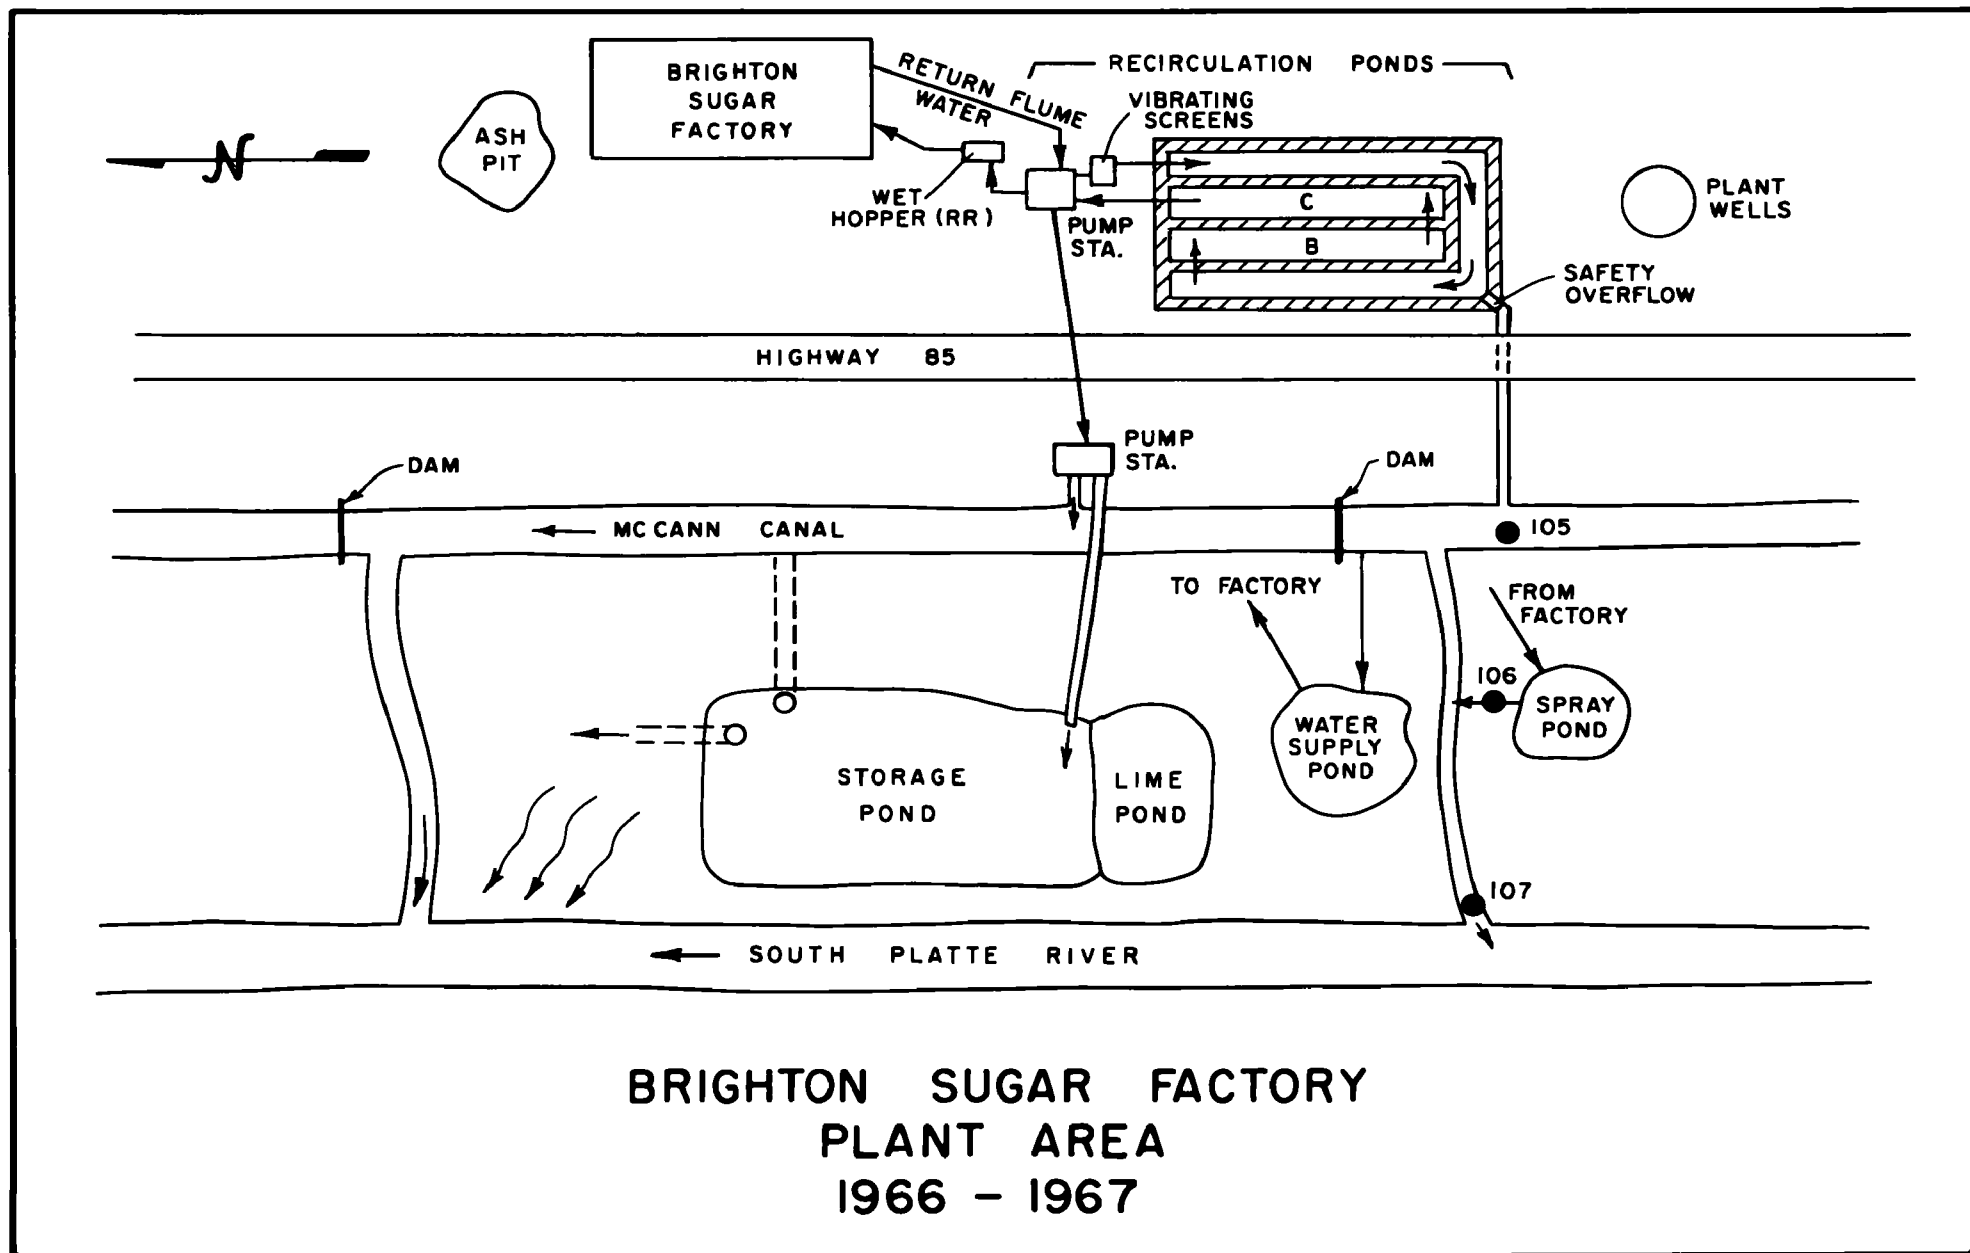 BRIGHTON
SUGAR
FACTORY
RETURN FLUME
WATER
RECIRCULATION PONDS
VIBRATING
SCREENS
N
ASH
PIT
WET
HOPPER (RR)
PUMP
STA.
C
B
PLANT
WELLS
SAFETY
OVERFLOW
HIGHWAY 85
PUMP
STA.
DAM
DAM
MCCANN CANAL
105
TO FACTORY
FROM
FACTORY
106
SPRAY
POND
WATER
SUPPLY
POND
STORAGE
POND
LIME
POND
107
SOUTH PLATTE RIVER
BRIGHTON SUGAR FACTORY
PLANT AREA
1966 - 1967